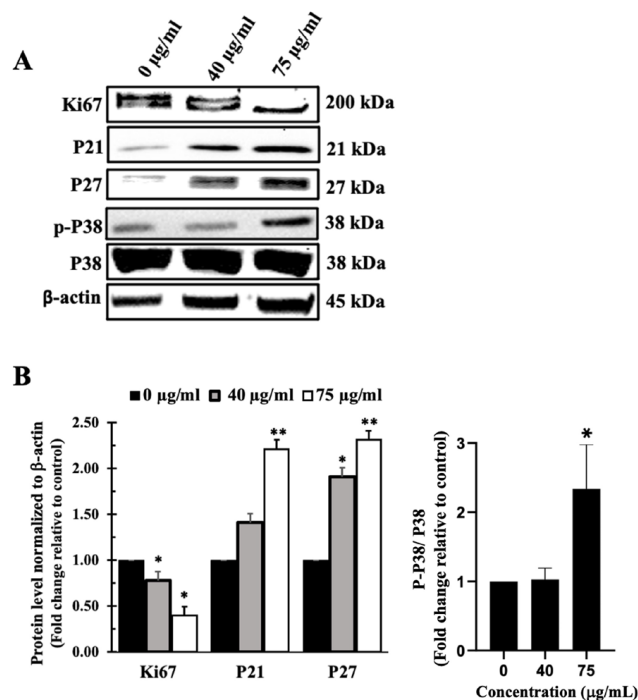 A
0 µg/ml 40 µg/ml 75 µg/ml
Ki67 200 kDa
P21 21 kDa
P27 27 kDa
p-P38 38 kDa
P38 38 kDa
β-actin 45 kDa
B
0 µg/ml 40 µg/ml 75 µg/ml
Protein level normalized to β-actin
(Fold change relative to control)
2.50
2.00
1.50
1.00
0.50
0.00
* * ** * **
Ki67 P21 P27
P-P38/ P38
(Fold change relative to control)
3
2
1
0
*
0 40 75
Concentration (µg/mL)